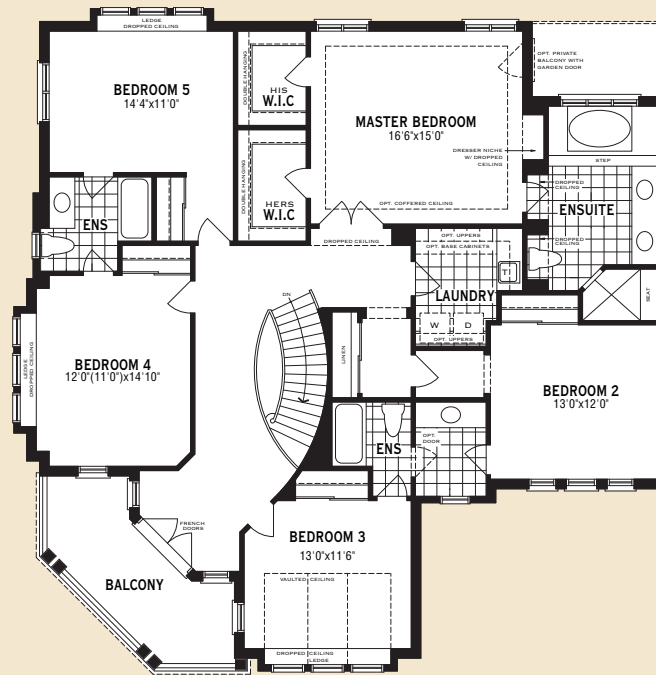 LEDGE
DROPPED CEILING
BEDROOM 5
14'4"x11'0"
DOUBLE HANGING
HIS
W.I.C
DOUBLE HANGING
HERS
W.I.C
MASTER BEDROOM
16'6"x15'0"
OPT. PRIVATE
BALCONY WITH
GARDEN DOOR
DRESSER NICHE
W/ DROPPED
CEILING
OPT. COFFERED CEILING
DROPPED CEILING
STEP
DROPPED
CEILING
ENSUITE
DROPPED
CEILING
SEAT
ENS
OPT. UPPERS
OPT. BASE CABINETS
T
LAUNDRY
W
D
OPT. UPPERS
DN
LINEN
LEDGE
DROPPED CEILING
BEDROOM 4
12'0"(11'0")x14'10"
BEDROOM 2
13'0"x12'0"
ENS
OPT.
DOOR
FRENCH
DOORS
BEDROOM 3
13'0"x11'6"
VAULTED CEILING
BALCONY
DROPPED CEILING
LEDGE